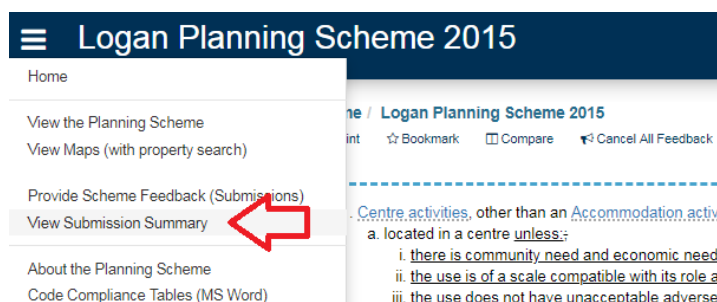 Logan Planning Scheme 2015
Home
View the Planning Scheme
View Maps (with property search)
Provide Scheme Feedback (Submissions)
View Submission Summary
About the Planning Scheme
Code Compliance Tables (MS Word)
/ Logan Planning Scheme 2015
Bookmark Compare Cancel All Feedback
Centre activities, other than an Accommodation
a. located in a centre unless:;
i. there is community need and economic need
ii. the use is of a scale compatible with its role
iii. the use does not have unacceptable adverse